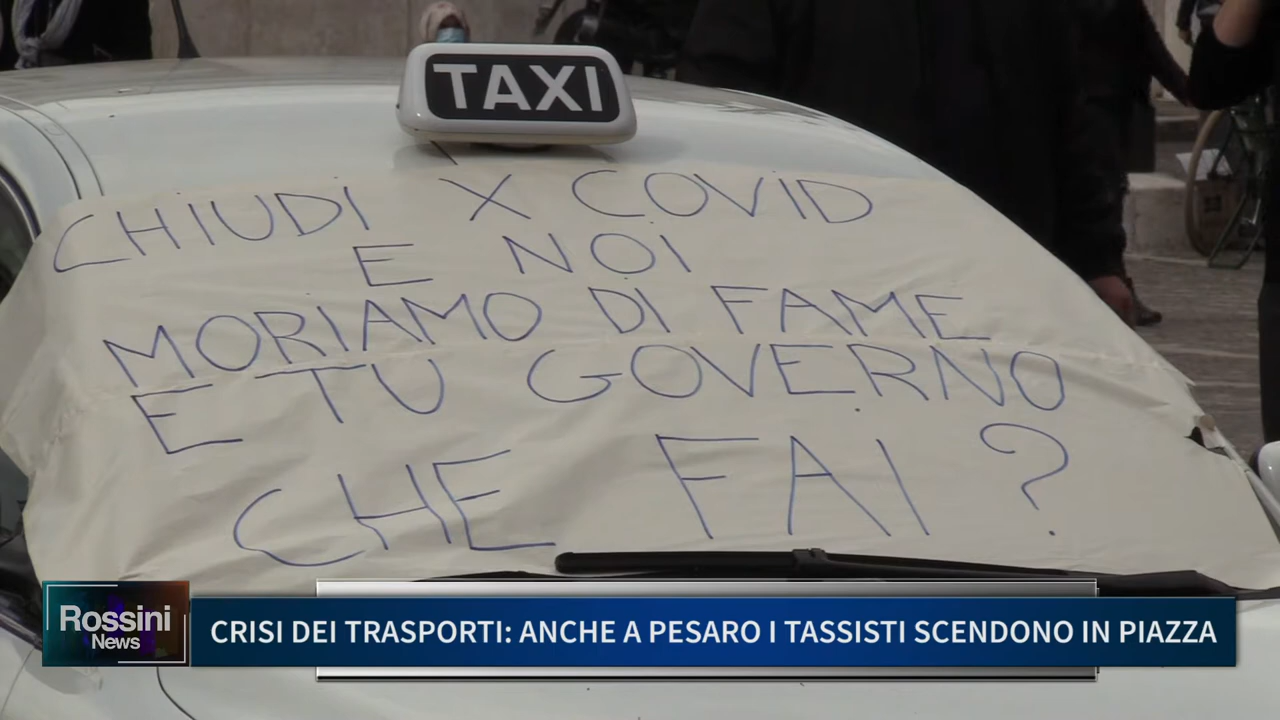 TAXI
CHIUDI X COVID
E NOI
MORIAMO DI FAME
E TU GOVERNO
CHE FAI?
Rossini
News
CRISI DEI TRASPORTI: ANCHE A PESARO I TASSISTI SCENDONO IN PIAZZA